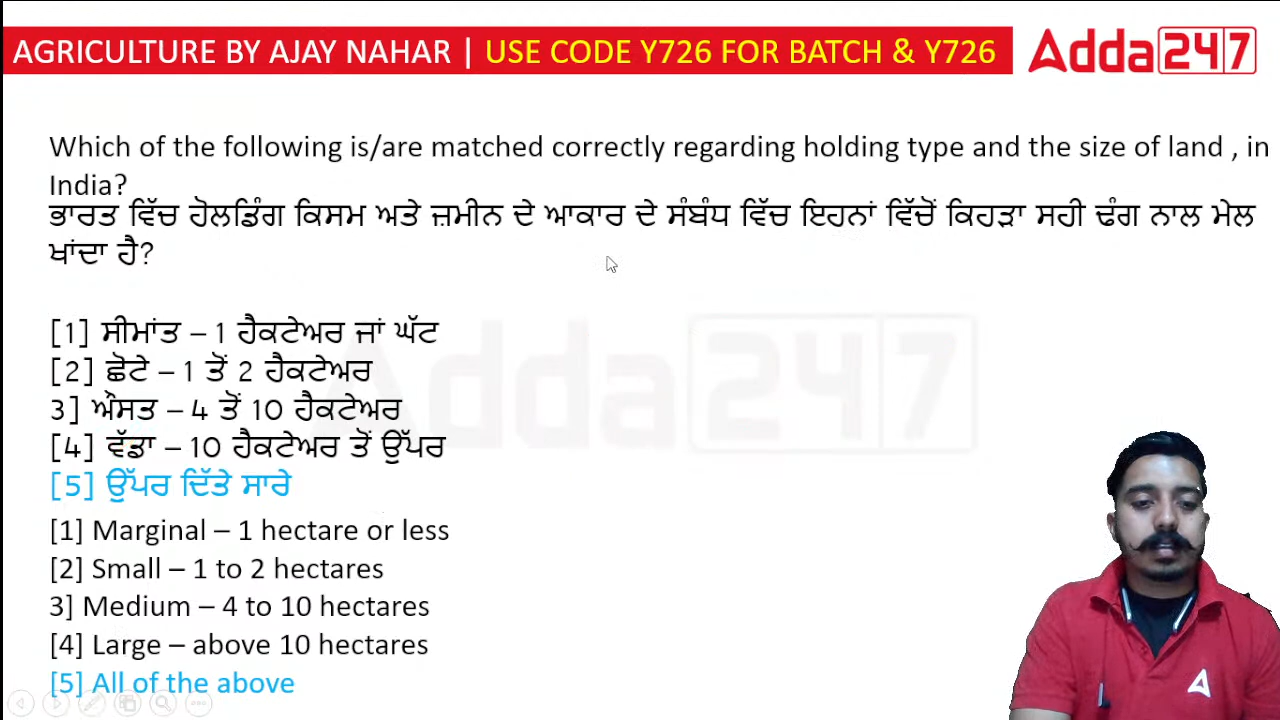 AGRICULTURE BY AJAY NAHAR | USE CODE Y726 FOR BATCH & Y726
Adda247
Which of the following is/are matched correctly regarding holding type and the size of land , in
India?
ਭਾਰਤ ਵਿੱਚ ਹੋਲਡਿੰਗ ਕਿਸਮ ਅਤੇ ਜ਼ਮੀਨ ਦੇ ਆਕਾਰ ਦੇ ਸੰਬੰਧ ਵਿੱਚ ਇਹਨਾਂ ਵਿੱਚੋਂ ਕਿਹੜਾ ਸਹੀ ਢੰਗ ਨਾਲ ਮੇਲ
ਖਾਂਦਾ ਹੈ?
[1] ਸੀਮਾਂਤ – 1 ਹੈਕਟੇਅਰ ਜਾਂ ਘੱਟ
[2] ਛੋਟੇ – 1 ਤੋਂ 2 ਹੈਕਟੇਅਰ
3] ਔਸਤ – 4 ਤੋਂ 10 ਹੈਕਟੇਅਰ
[4] ਵੱਡਾ – 10 ਹੈਕਟੇਅਰ ਤੋਂ ਉੱਪਰ
[5] ਉੱਪਰ ਦਿੱਤੇ ਸਾਰੇ
[1] Marginal – 1 hectare or less
[2] Small – 1 to 2 hectares
3] Medium – 4 to 10 hectares
[4] Large – above 10 hectares
[5] All of the above
Adda247